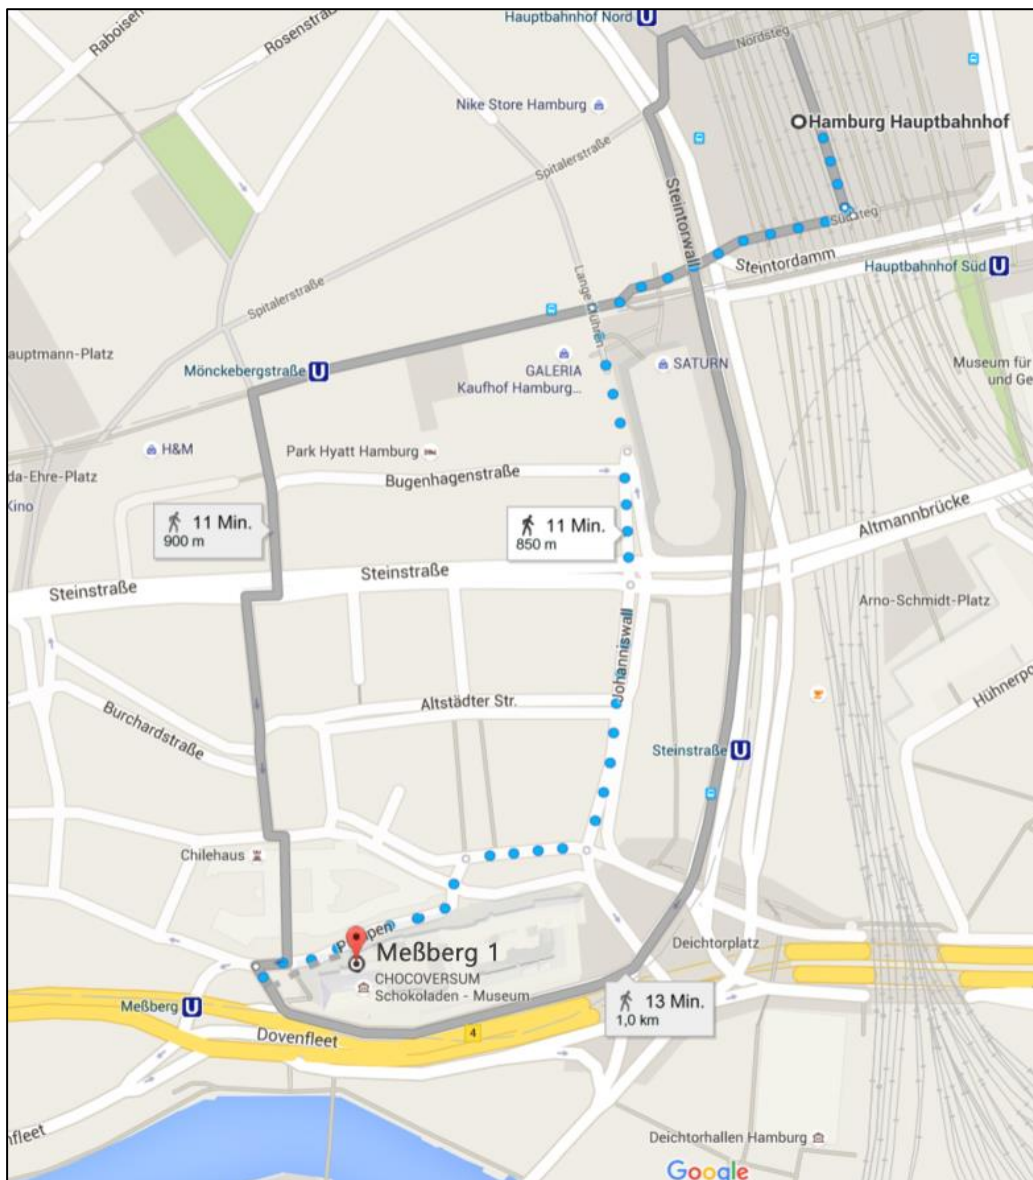 Hauptbahnhof Nord U
Raboisen
Rosenstraß
Nordsteg
Nike Store Hamburg
Hamburg Hauptbahnhof
Spitalerstraße
Steintorwall
Südsteg
Steintordamm
Hauptbahnhof Süd U
Lange Mühren
Spitalerstraße
auptmann-Platz
Mönckebergstraße U
GALERIA
Kaufhof Hamburg...
SATURN
Museum für
und Ge
H&M
Park Hyatt Hamburg
da-Ehre-Platz
Kino
Bugenhagenstraße
11 Min.
900 m
11 Min.
850 m
Altmannbrücke
Steinstraße
Steinstraße
Arno-Schmidt-Platz
Johanniswall
Altstädter Str.
Burchardstraße
Hühnerpo
Steinstraße U
Chilehaus
Pumpen
Meßberg 1
CHOCOVERSUM
Schokoladen - Museum
Deichtorplatz
Meßberg U
13 Min.
1,0 km
Dovenfleet
4
nfleet
Deichtorhallen Hamburg
Google